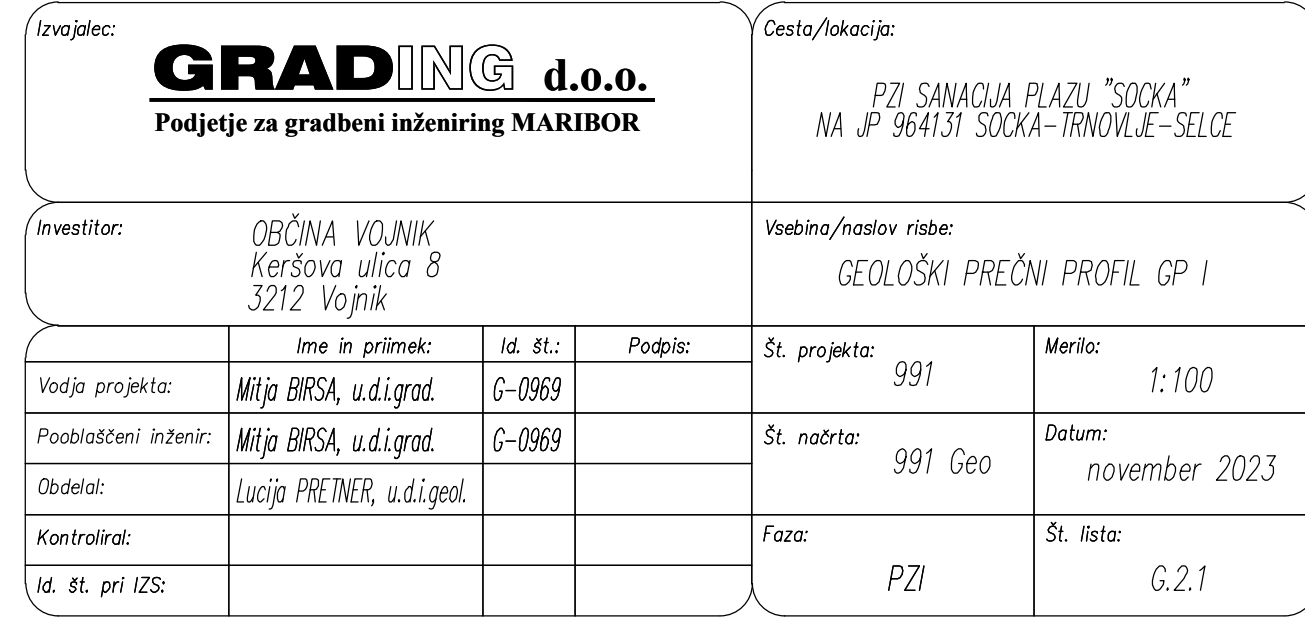 Izvajalec:
GRADING d.o.o.
Podjetje za gradbeni inženiring MARIBOR
Cesta/lokacija:
PZI SANACIJA PLAZU "SOCKA"
NA JP 964131 SOCKA-TRNOVLJE-SELCE
Investitor:
OBČINA VOJNIK
Keršova ulica 8
3212 Vojnik
Vsebina/naslov risbe:
GEOLOŠKI PREČNI PROFIL GP I
Ime in priimek: Id. št.: Podpis:
Vodja projekta: Mitja BIRSA, u.d.i.grad. G-0969
Pooblaščeni inženir: Mitja BIRSA, u.d.i.grad. G-0969
Obdelal: Lucija PRETNER, u.d.i.geol.
Kontroliral:
Id. št. pri IZS:
Št. projekta: Merilo:
991 1:100
Št. načrta: Datum:
991 Geo november 2023
Faza: Št. lista:
PZI G.2.1